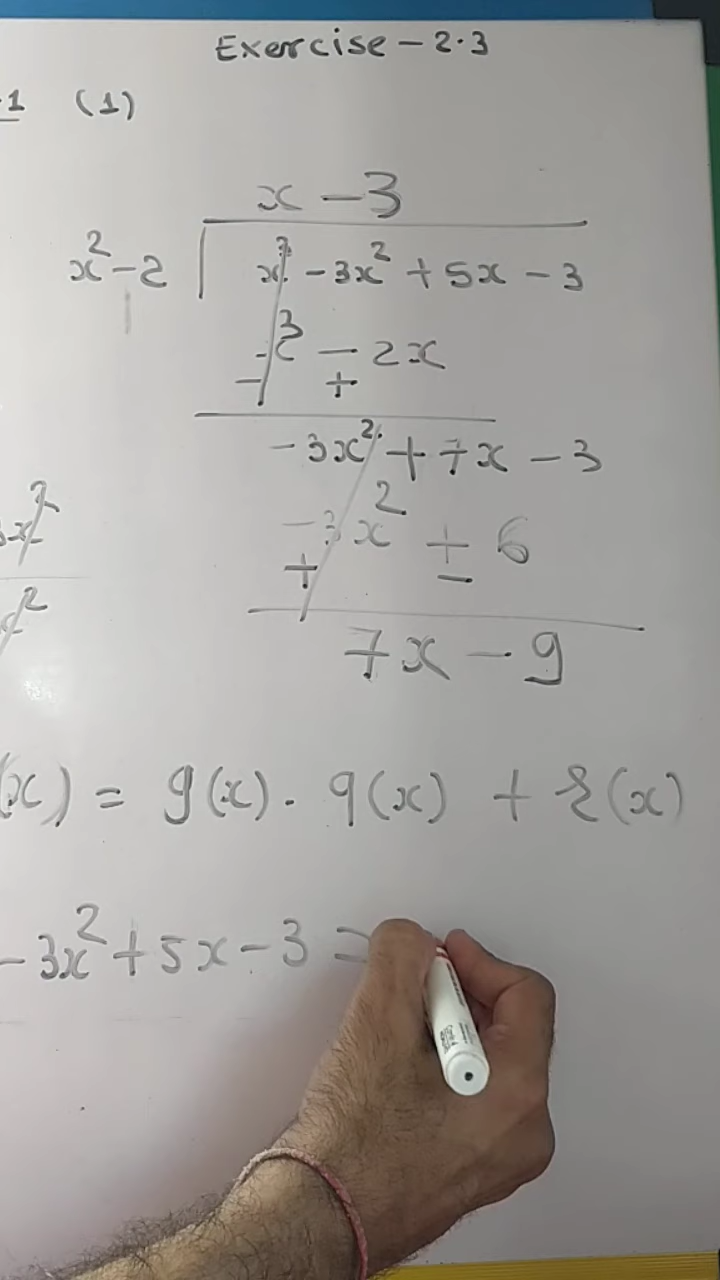 Exercise - 2.3
1 (1)
x - 3
x² - 2 x³ - 3x² + 5x - 3
x³ - 2x
- +
- 3x² + 7x - 3
- 3x² + 6
+ -
7x - 9
(x) = g(x) . q(x) + r(x)
- 3x² + 5x - 3 =